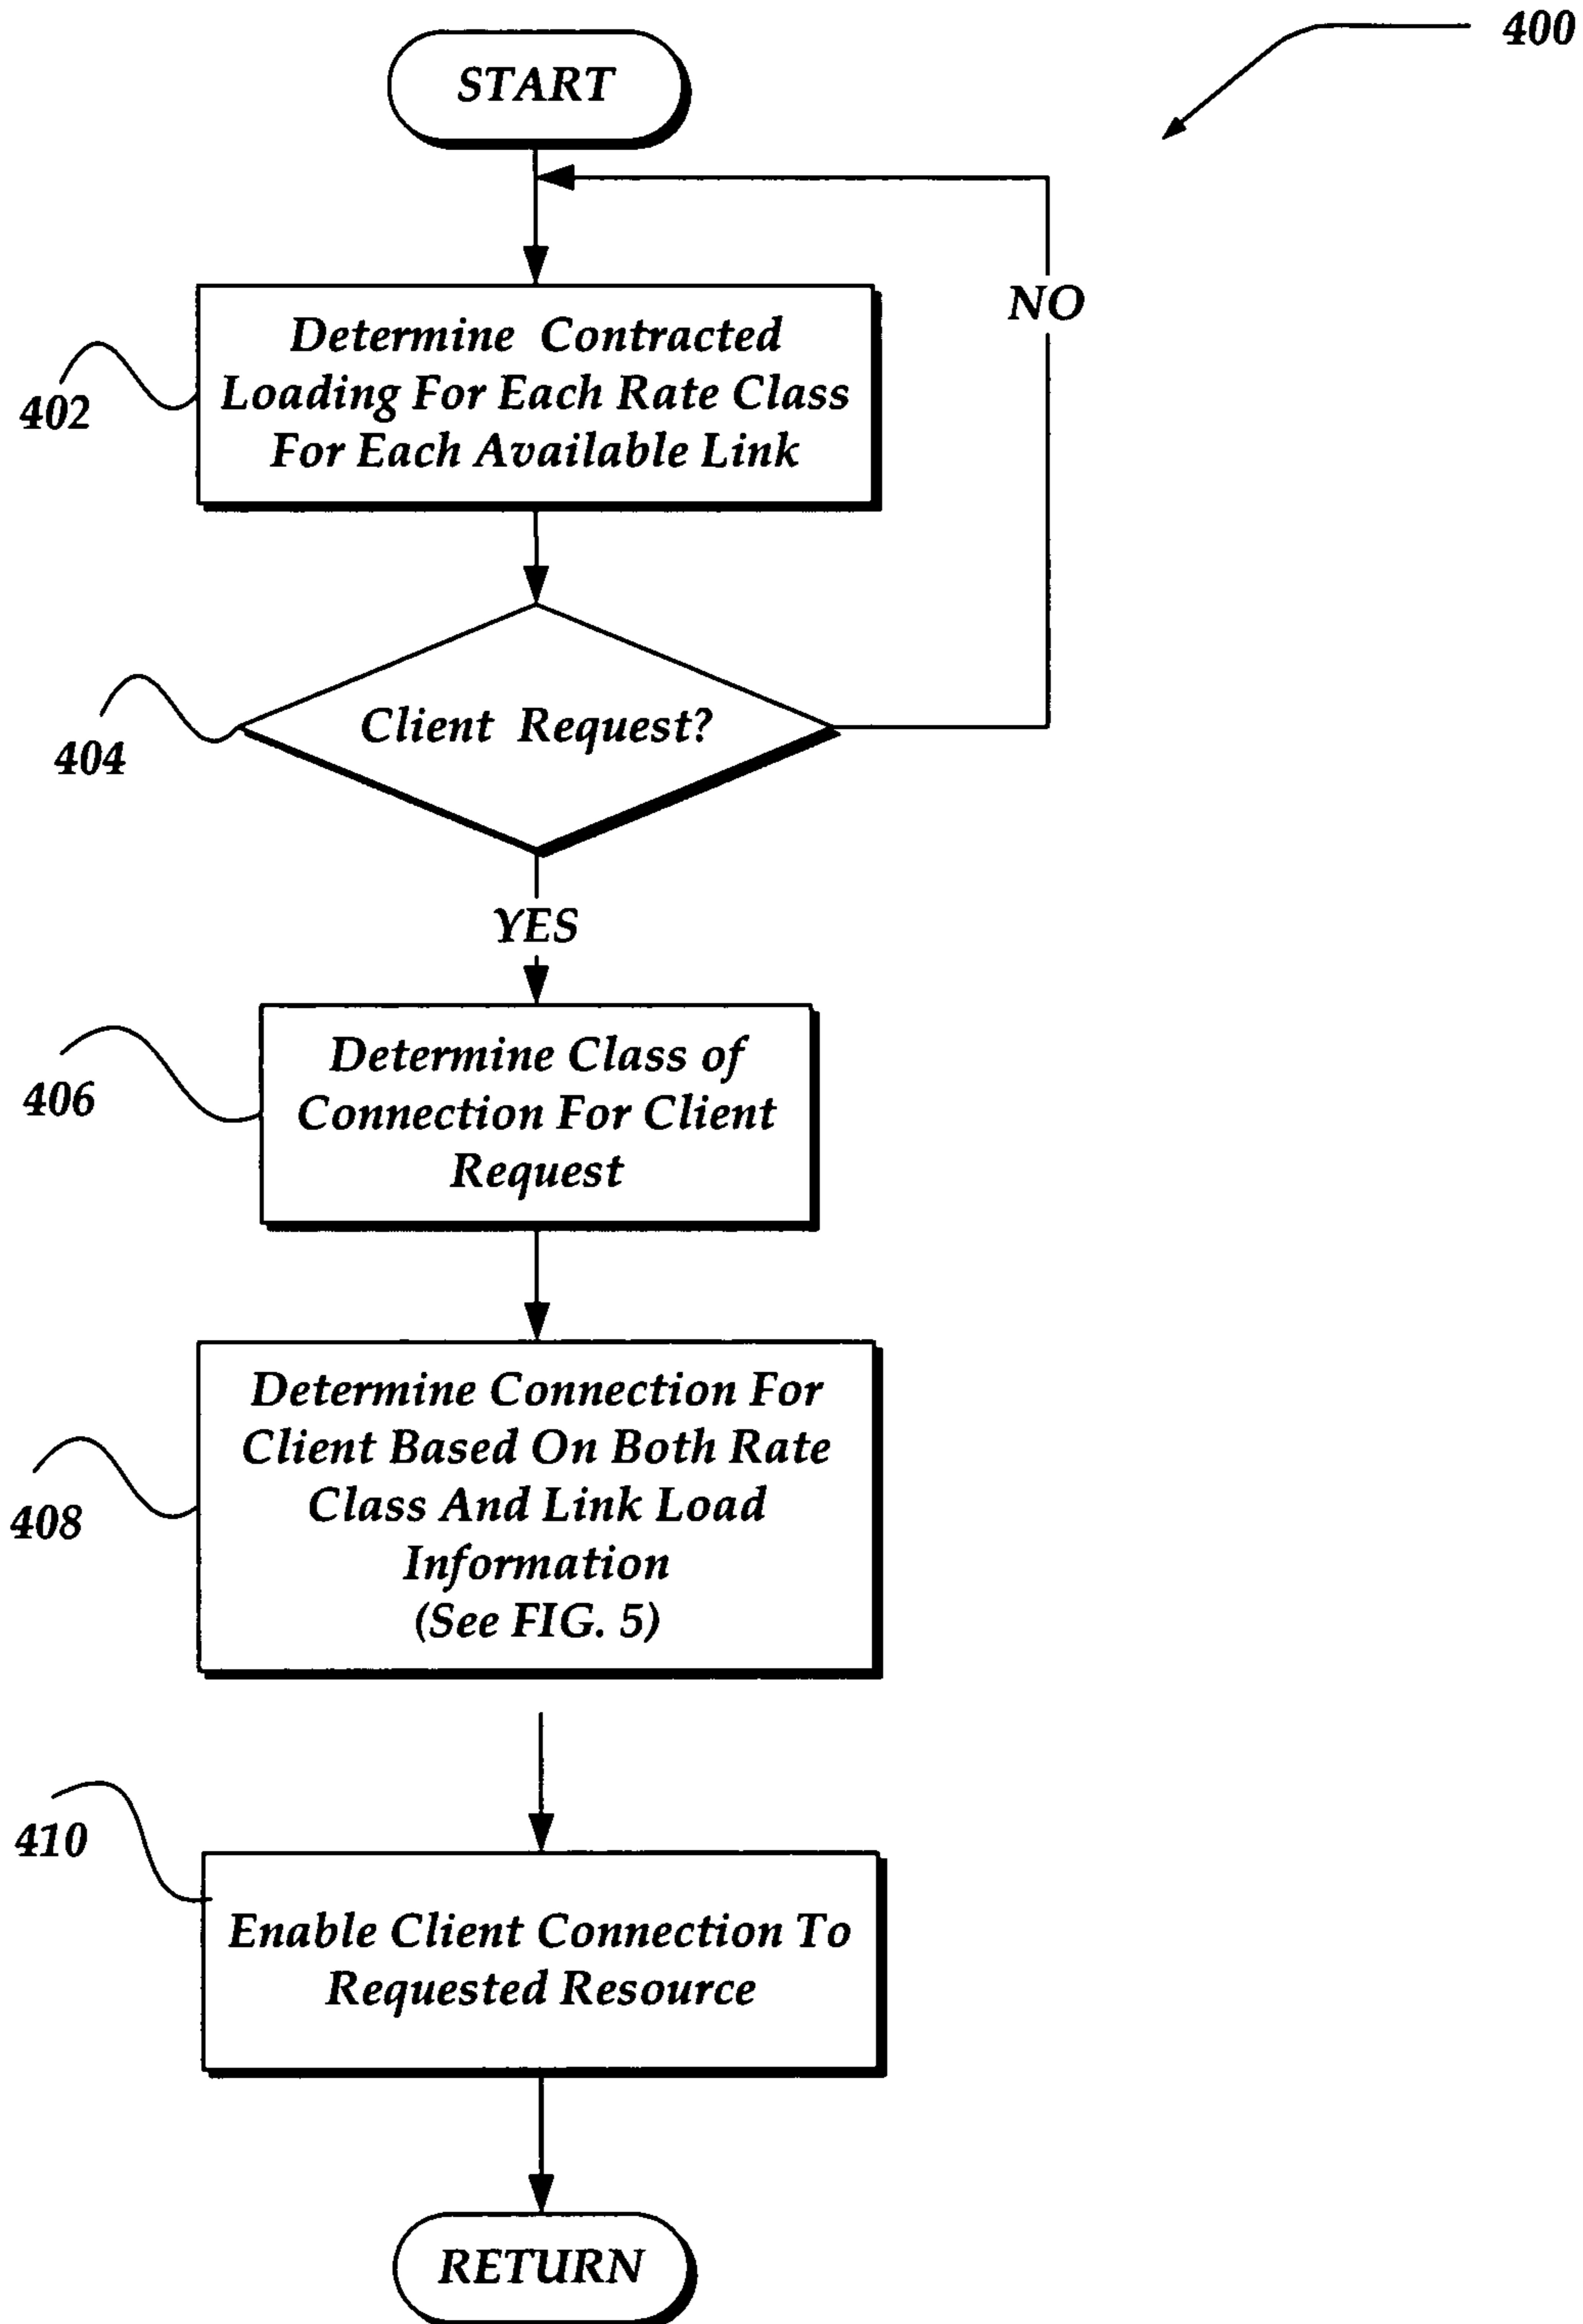 400
START
NO
Determine Contracted
Loading For Each Rate Class
For Each Available Link
402
Client Request?
404
YES
Determine Class of
Connection For Client
Request
406
Determine Connection For
Client Based On Both Rate
Class And Link Load
Information
(See FIG. 5)
408
410
Enable Client Connection To
Requested Resource
RETURN